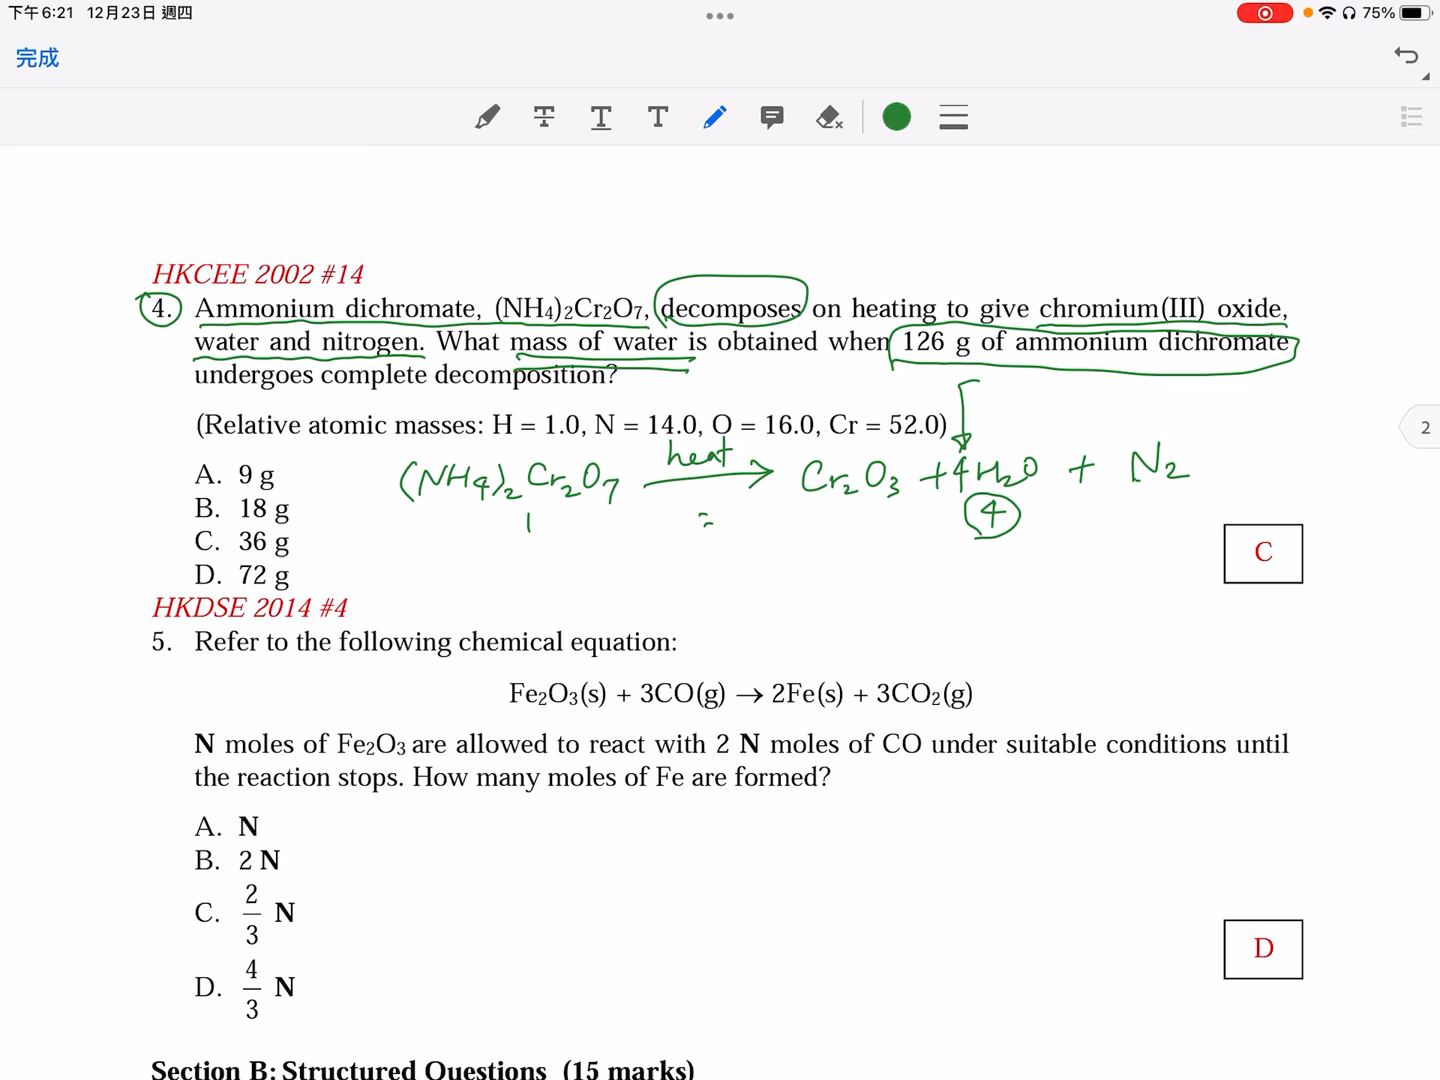 下午6:21 12月23日 週四
75%
完成
HKCEE 2002 #14
4. Ammonium dichromate, (NH4)2Cr2O7, decomposes on heating to give chromium(III) oxide,
water and nitrogen. What mass of water is obtained when 126 g of ammonium dichromate
undergoes complete decomposition?
(Relative atomic masses: H = 1.0, N = 14.0, O = 16.0, Cr = 52.0)
heat
(NH4)2Cr2O7 → Cr2O3 + 4H2O + N2
1 : 4
A. 9 g
B. 18 g
C. 36 g
D. 72 g
C
2
HKDSE 2014 #4
5. Refer to the following chemical equation:
Fe2O3(s) + 3CO(g) → 2Fe(s) + 3CO2(g)
N moles of Fe2O3 are allowed to react with 2 N moles of CO under suitable conditions until
the reaction stops. How many moles of Fe are formed?
A. N
B. 2 N
C. 2/3 N
D. 4/3 N
D
Section B: Structured Questions (15 marks)